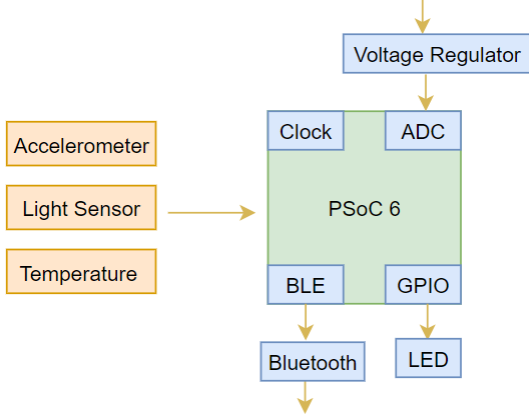 Voltage Regulator
Clock
ADC
Accelerometer
Light Sensor
PSoC 6
Temperature
BLE
GPIO
Bluetooth
LED